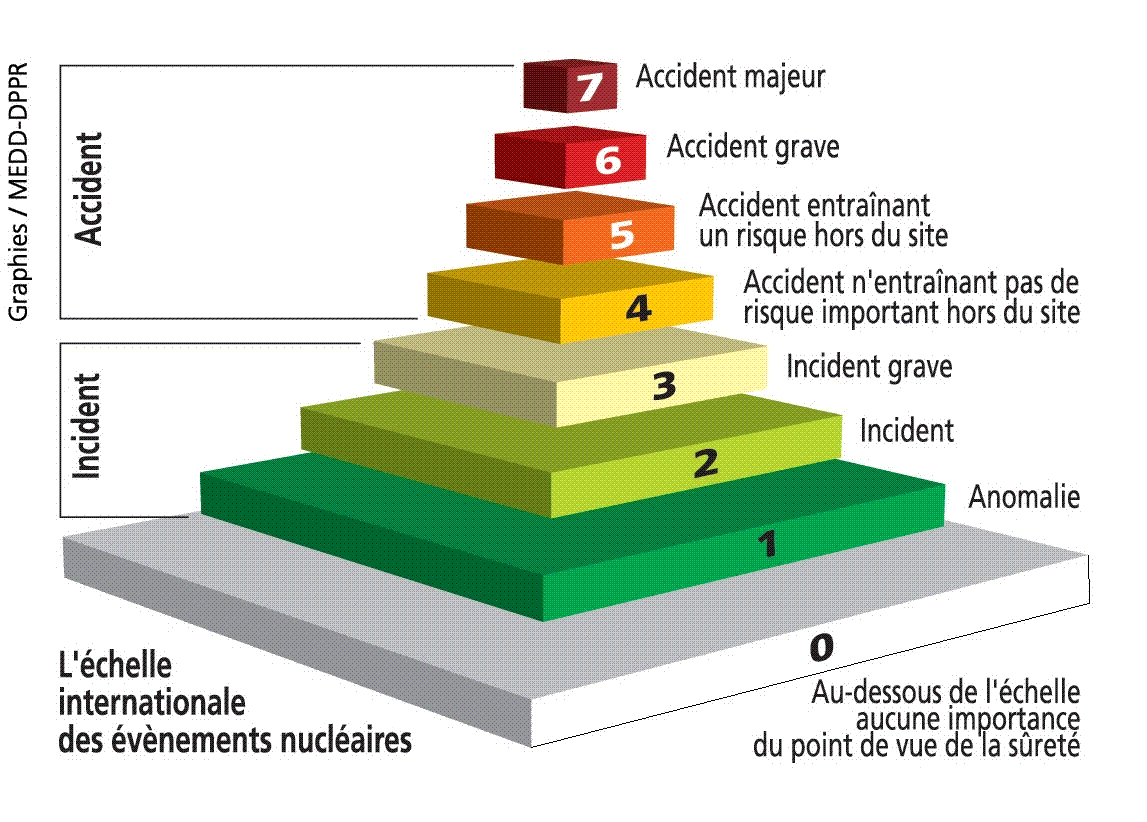 Graphies / MEDD-DPPR
Accident
7
Accident majeur
6
Accident grave
5
Accident entraînant
un risque hors du site
4
Accident n'entraînant pas de
risque important hors du site
Incident
3
Incident grave
2
Incident
1
Anomalie
0
Au-dessous de l'échelle
aucune importance
du point de vue de la sûreté
L'échelle
internationale
des évènements nucléaires